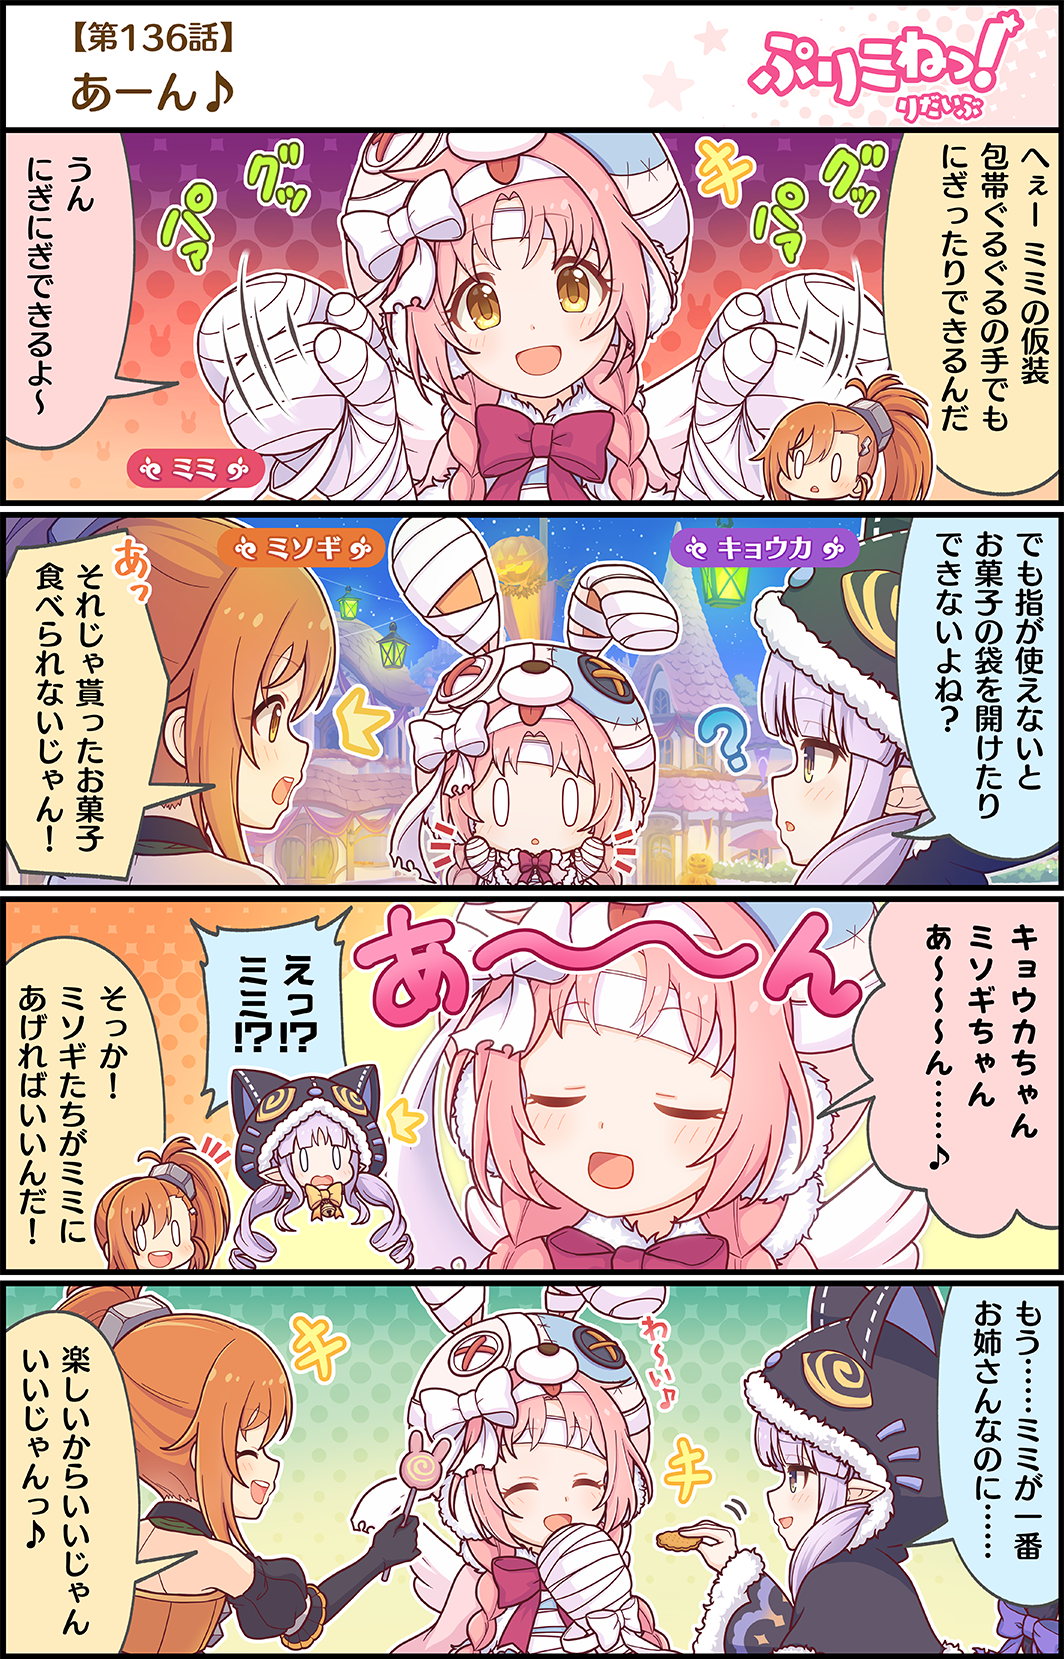 【第136話】
あーん♪
ぷりこねっ!
りだいぶ
へぇー ミミの仮装
包帯ぐるぐるの手でも
にぎったりできるんだ
グッ
パァ
グッ
パァ
うん
にぎにぎできるよ～
ミミ
でも指が使えないと
お菓子の袋を開けたり
できないよね?
キョウカ
ミソギ
?
あっ
それじゃ貰ったお菓子
食べられないじゃん!
キョウカちゃん
ミソギちゃん
あ～～～ん……♪
あ～～ん
えっ!?
ミミ!?
そっか!
ミソギたちがミミに
あげればいいんだ!
もう……ミミが一番
お姉さんなのに……
わ～い♪
楽しいからいいじゃん
いいじゃんっ♪